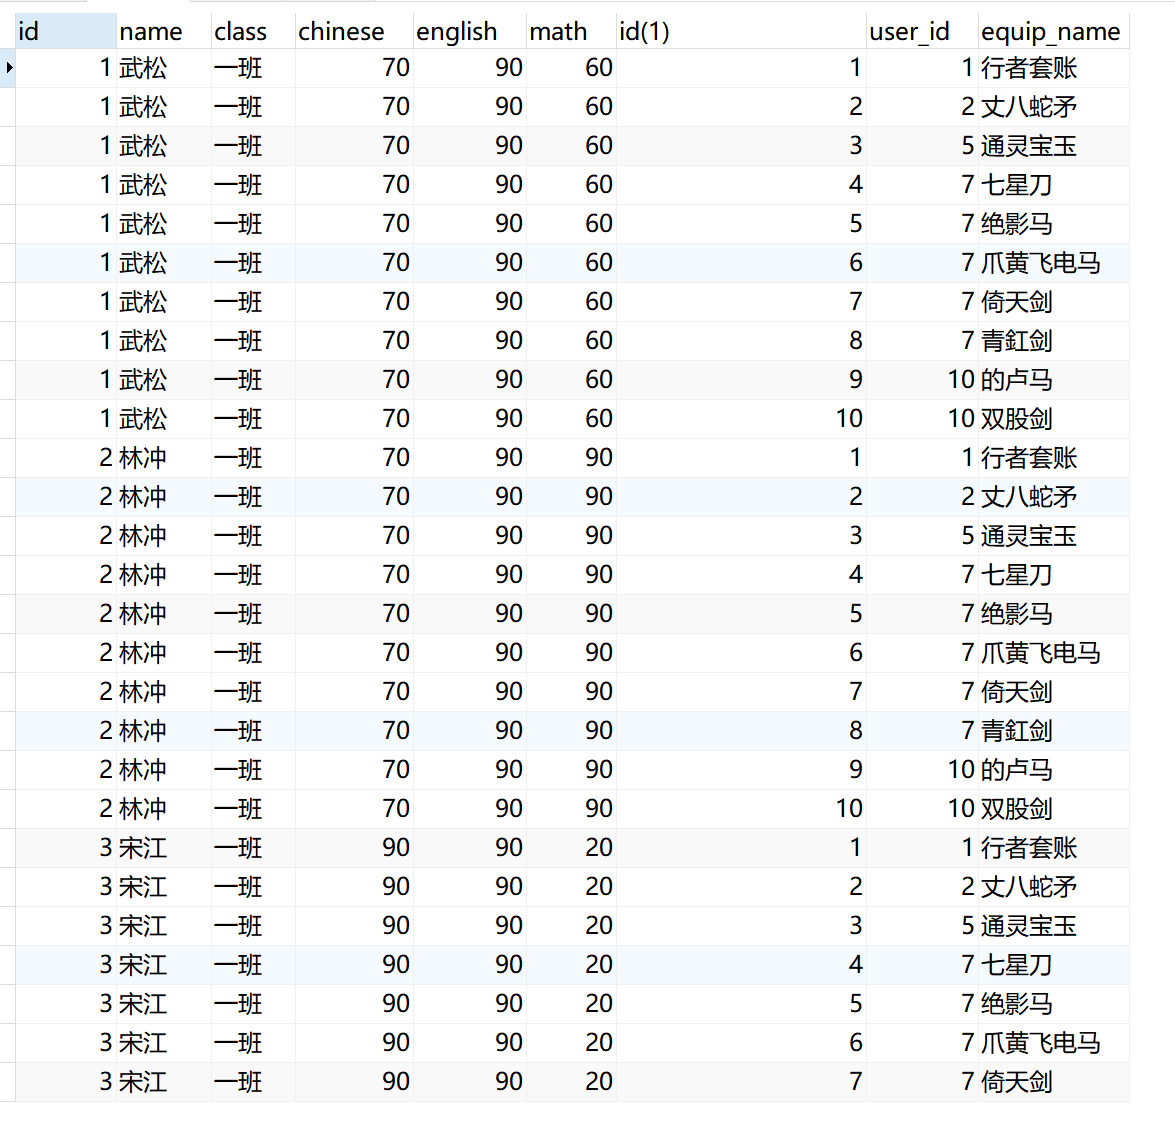 id name class chinese english math id(1) user_id equip_name
1 武松 一班 70 90 60 1 1 行者套账
1 武松 一班 70 90 60 2 2 丈八蛇矛
1 武松 一班 70 90 60 3 5 通灵宝玉
1 武松 一班 70 90 60 4 7 七星刀
1 武松 一班 70 90 60 5 7 绝影马
1 武松 一班 70 90 60 6 7 爪黄飞电马
1 武松 一班 70 90 60 7 7 倚天剑
1 武松 一班 70 90 60 8 7 青釭剑
1 武松 一班 70 90 60 9 10 的卢马
1 武松 一班 70 90 60 10 10 双股剑
2 林冲 一班 70 90 90 1 1 行者套账
2 林冲 一班 70 90 90 2 2 丈八蛇矛
2 林冲 一班 70 90 90 3 5 通灵宝玉
2 林冲 一班 70 90 90 4 7 七星刀
2 林冲 一班 70 90 90 5 7 绝影马
2 林冲 一班 70 90 90 6 7 爪黄飞电马
2 林冲 一班 70 90 90 7 7 倚天剑
2 林冲 一班 70 90 90 8 7 青釭剑
2 林冲 一班 70 90 90 9 10 的卢马
2 林冲 一班 70 90 90 10 10 双股剑
3 宋江 一班 90 90 20 1 1 行者套账
3 宋江 一班 90 90 20 2 2 丈八蛇矛
3 宋江 一班 90 90 20 3 5 通灵宝玉
3 宋江 一班 90 90 20 4 7 七星刀
3 宋江 一班 90 90 20 5 7 绝影马
3 宋江 一班 90 90 20 6 7 爪黄飞电马
3 宋江 一班 90 90 20 7 7 倚天剑